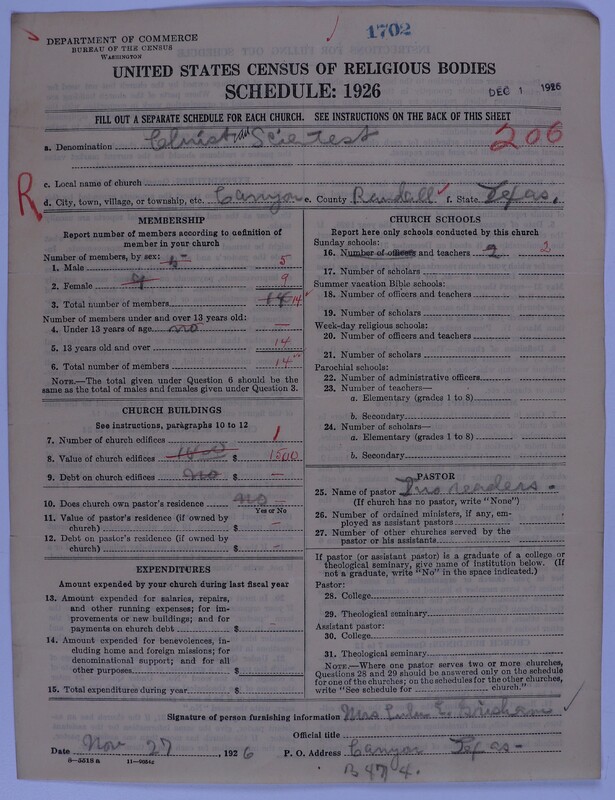 DEPARTMENT OF COMMERCE
BUREAU OF THE CENSUS
WASHINGTON
1702
UNITED STATES CENSUS OF RELIGIOUS BODIES
SCHEDULE: 1926
DEC 1 1926
FILL OUT A SEPARATE SCHEDULE FOR EACH CHURCH. SEE INSTRUCTIONS ON THE BACK OF THIS SHEET
206
a. Denomination
c. Local name of church
R
d. City, town, village, or township, etc. Canyon e. County Randall f. State Texas.
MEMBERSHIP
Report number of members according to definition of
member in your church
Number of members, by sex:
1. Male 5 5
2. Female 9 9
3. Total number of members 14 14
Number of members under and over 13 years old:
4. Under 13 years of age no —
5. 13 years old and over 14
6. Total number of members 14
NOTE.—The total given under Question 6 should be
the same as the total of males and females given under Question 3.
CHURCH BUILDINGS
See instructions, paragraphs 10 to 12
7. Number of church edifices 1
8. Value of church edifices $ 1500
9. Debt on church edifices no $ —
10. Does church own pastor's residence no —
Yes or No
11. Value of pastor's residence (if owned by
church) $ —
12. Debt on pastor's residence (if owned by
church) $ —
EXPENDITURES
Amount expended by your church during last fiscal year
13. Amount expended for salaries, repairs,
and other running expenses; for im-
provements or new buildings; and for
payments on church debt $
14. Amount expended for benevolences, in-
cluding home and foreign missions; for
denominational support; and for all
other purposes $
15. Total expenditures during year $
CHURCH SCHOOLS
Report here only schools conducted by this church
Sunday schools:
16. Number of officers and teachers 2 2
17. Number of scholars
Summer vacation Bible schools:
18. Number of officers and teachers
19. Number of scholars
Week-day religious schools:
20. Number of officers and teachers
21. Number of scholars
Parochial schools:
22. Number of administrative officers
23. Number of teachers—
a. Elementary (grades 1 to 8)
b. Secondary
24. Number of scholars—
a. Elementary (grades 1 to 8)
b. Secondary
PASTOR
25. Name of pastor Two readers -
(If church has no pastor, write "None")
26. Number of ordained ministers, if any, em-
ployed as assistant pastors
27. Number of other churches served by the
pastor or his assistants
If pastor (or assistant pastor) is a graduate of a college or
theological seminary, give name of institution below. (If
not a graduate, write "No" in the space indicated.)
Pastor:
28. College
29. Theological seminary
Assistant pastor:
30. College
31. Theological seminary
NOTE.—Where one pastor serves two or more churches,
Questions 28 and 29 should be answered only on the schedule
for one of the churches; on the schedules for the other churches,
write "See schedule for church."
Signature of person furnishing information Mrs
Official title
Date Nov 27, 1926 P. O. Address Canyon Texas -
8-5518 a 11-9054c
B 474.